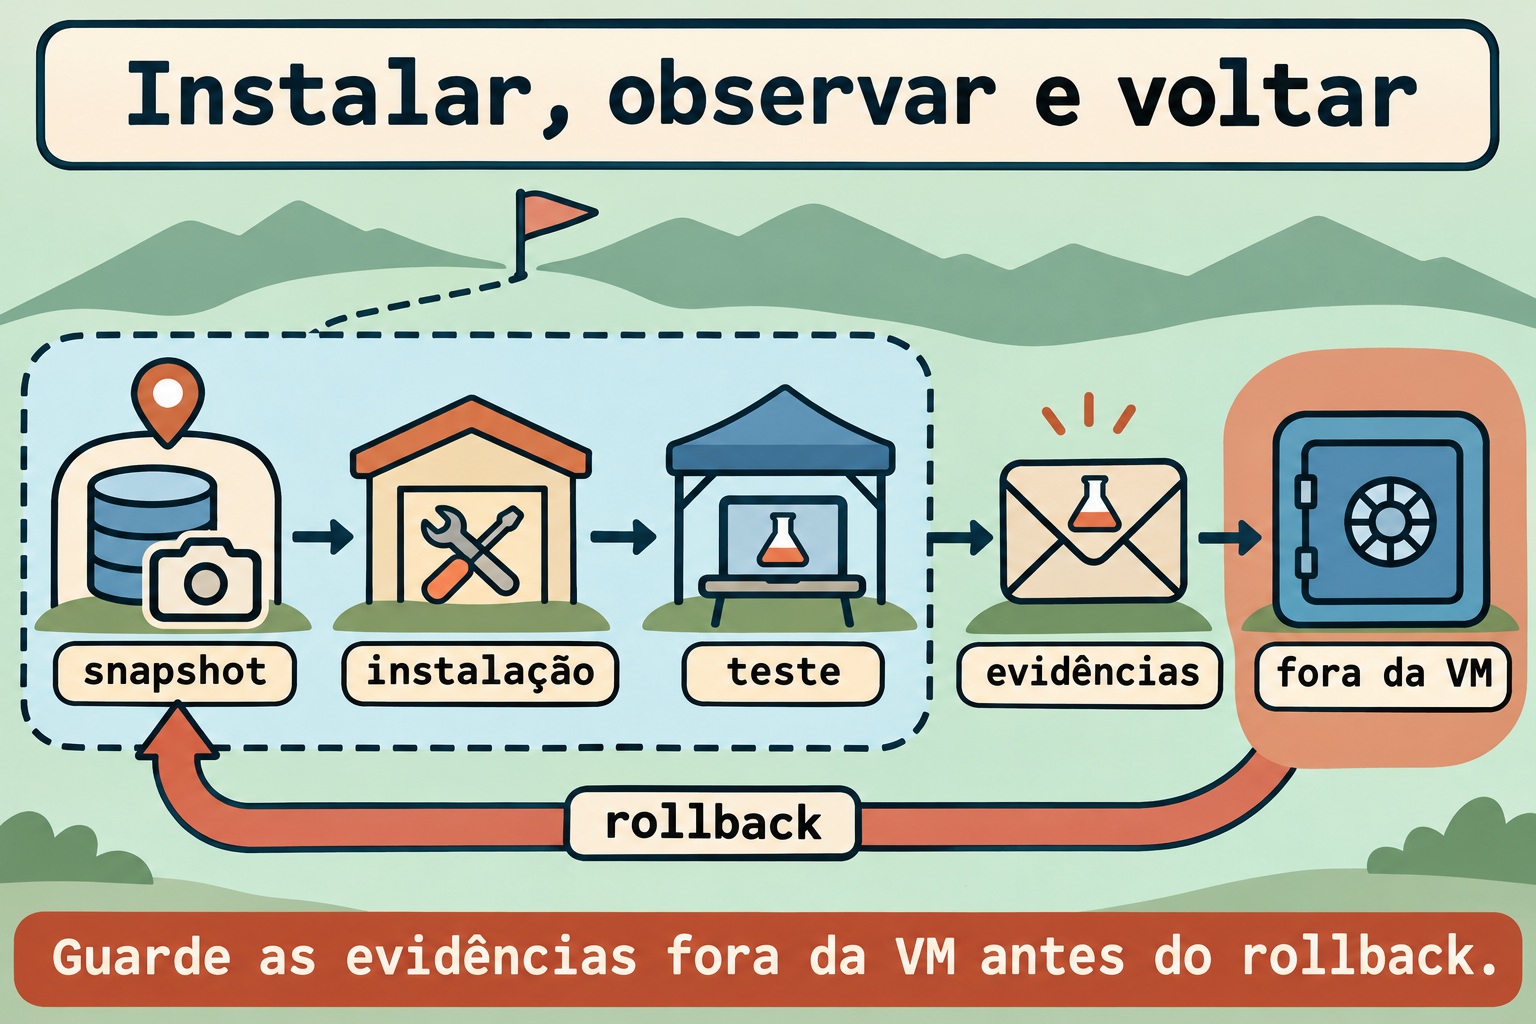 Instalar, observar e voltar
snapshot
instalação
teste
evidências
fora da VM
rollback
Guarde as evidências fora da VM antes do rollback.